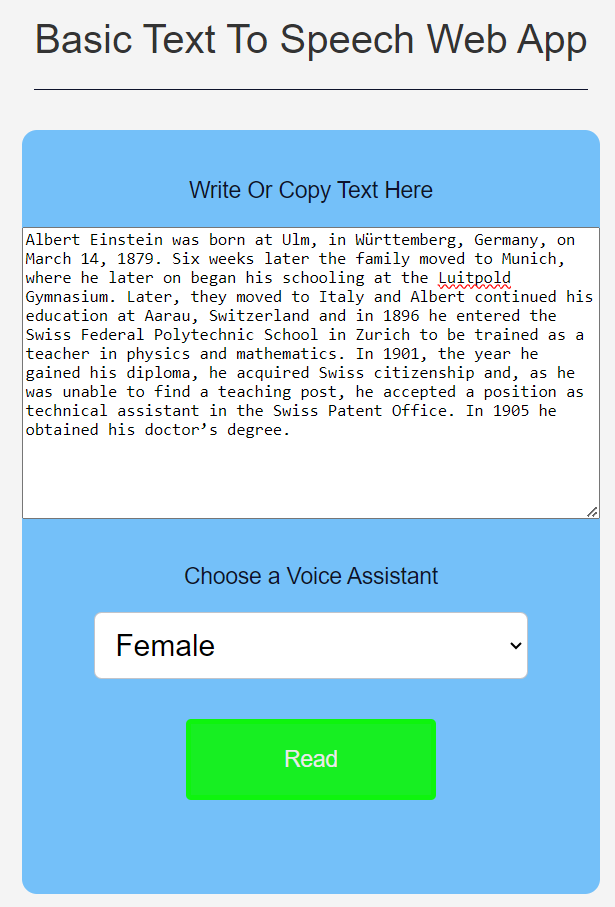 Basic Text To Speech Web App
Write Or Copy Text Here
Albert Einstein was born at Ulm, in Württemberg, Germany, on
March 14, 1879. Six weeks later the family moved to Munich,
where he later on began his schooling at the Luitpold
Gymnasium. Later, they moved to Italy and Albert continued his
education at Aarau, Switzerland and in 1896 he entered the
Swiss Federal Polytechnic School in Zurich to be trained as a
teacher in physics and mathematics. In 1901, the year he
gained his diploma, he acquired Swiss citizenship and, as he
was unable to find a teaching post, he accepted a position as
technical assistant in the Swiss Patent Office. In 1905 he
obtained his doctor’s degree.
Choose a Voice Assistant
Female
Read